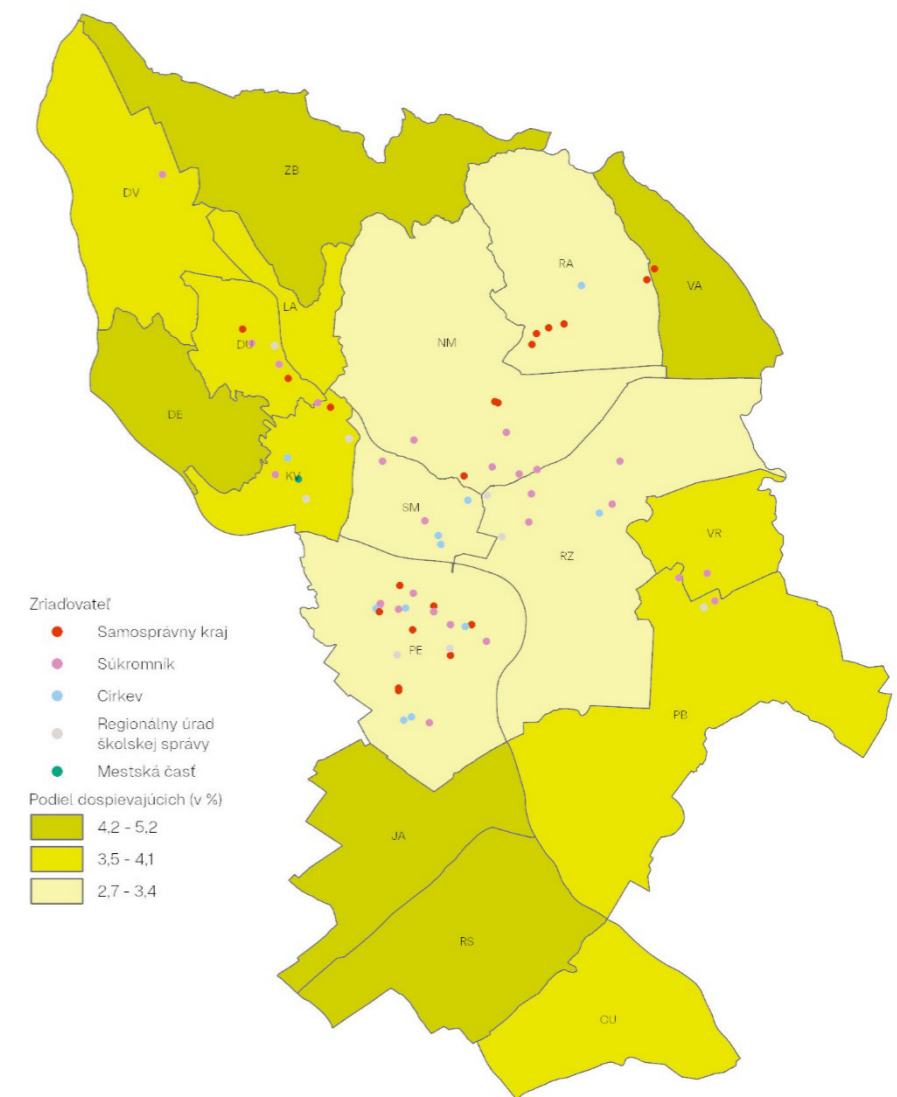 ZB
DV
RA
VA
LA
NM
DÚ
DE
KV
SM
VR
RZ
Zriaďovateľ
Samosprávny kraj
Súkromník
PE
Cirkev
Regionálny úrad
školskej správy
PB
Mestská časť
Podiel dospievajúcich (v %)
4,2 - 5,2
JA
3,5 - 4,1
2,7 - 3,4
RS
CU